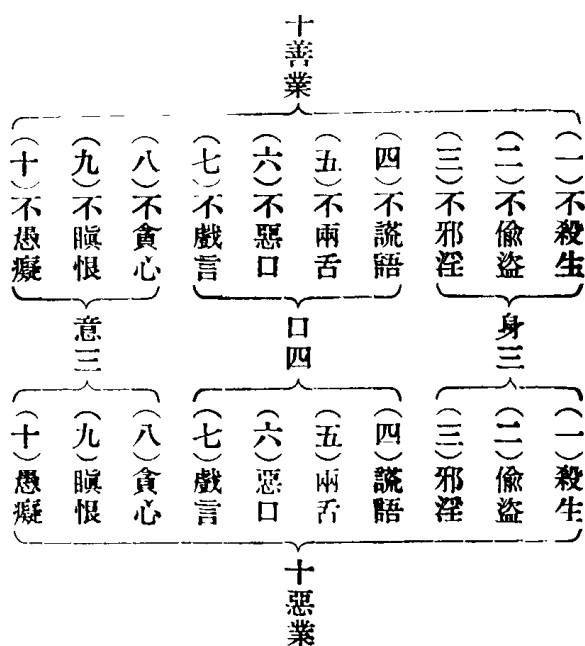 十善業
（一）不殺生
（二）不偸盜
（三）不邪淫
（四）不謊語
（五）不兩舌
（六）不惡口
（七）不戲言
（八）不貪心
（九）不瞋恨
（十）不愚癡
身三
口四
意三
（一）殺生
（二）偸盜
（三）邪淫
（四）謊語
（五）兩舌
（六）惡口
（七）戲言
（八）貪心
（九）瞋恨
（十）愚癡
十惡業